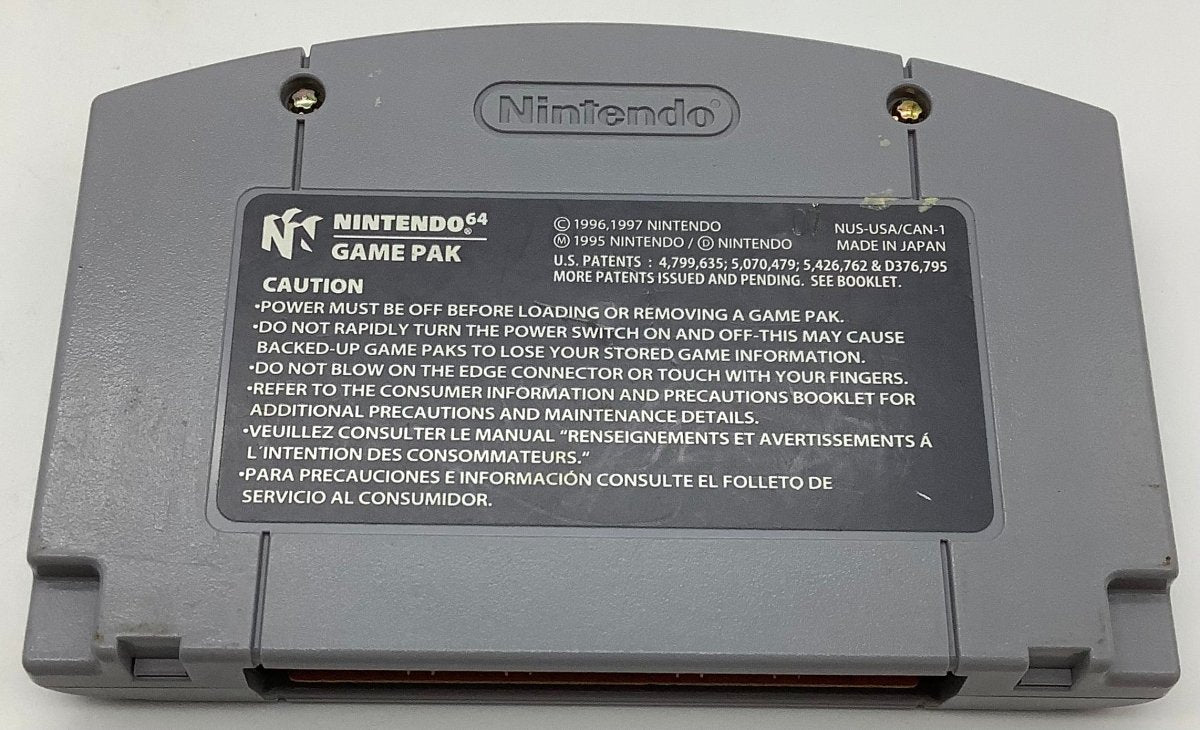 Nintendo®
NINTENDO®64
GAME PAK
© 1996,1997 NINTENDO
Ⓜ 1995 NINTENDO / Ⓓ NINTENDO
NUS-USA/CAN-1
MADE IN JAPAN
U.S. PATENTS : 4,799,635; 5,070,479; 5,426,762 & D376,795
MORE PATENTS ISSUED AND PENDING. SEE BOOKLET.
CAUTION
•POWER MUST BE OFF BEFORE LOADING OR REMOVING A GAME PAK.
•DO NOT RAPIDLY TURN THE POWER SWITCH ON AND OFF-THIS MAY CAUSE
BACKED-UP GAME PAKS TO LOSE YOUR STORED GAME INFORMATION.
•DO NOT BLOW ON THE EDGE CONNECTOR OR TOUCH WITH YOUR FINGERS.
•REFER TO THE CONSUMER INFORMATION AND PRECAUTIONS BOOKLET FOR
ADDITIONAL PRECAUTIONS AND MAINTENANCE DETAILS.
•VEUILLEZ CONSULTER LE MANUAL “RENSEIGNEMENTS ET AVERTISSEMENTS Á
L´INTENTION DES CONSOMMATEURS.“
•PARA PRECAUCIONES E INFORMACIÓN CONSULTE EL FOLLETO DE
SERVICIO AL CONSUMIDOR.